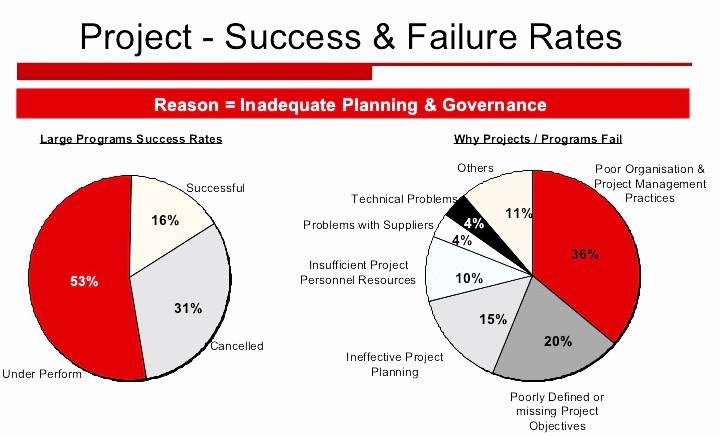 Project - Success & Failure Rates
Reason = Inadequate Planning & Governance
Large Programs Success Rates
Successful
16%
53%
31%
Cancelled
Under Perform
Why Projects / Programs Fail
Others
Poor Organisation &
Project Management
Practices
Technical Problems
11%
4%
Problems with Suppliers
4%
36%
Insufficient Project
Personnel Resources
10%
15%
20%
Ineffective Project
Planning
Poorly Defined or
missing Project
Objectives